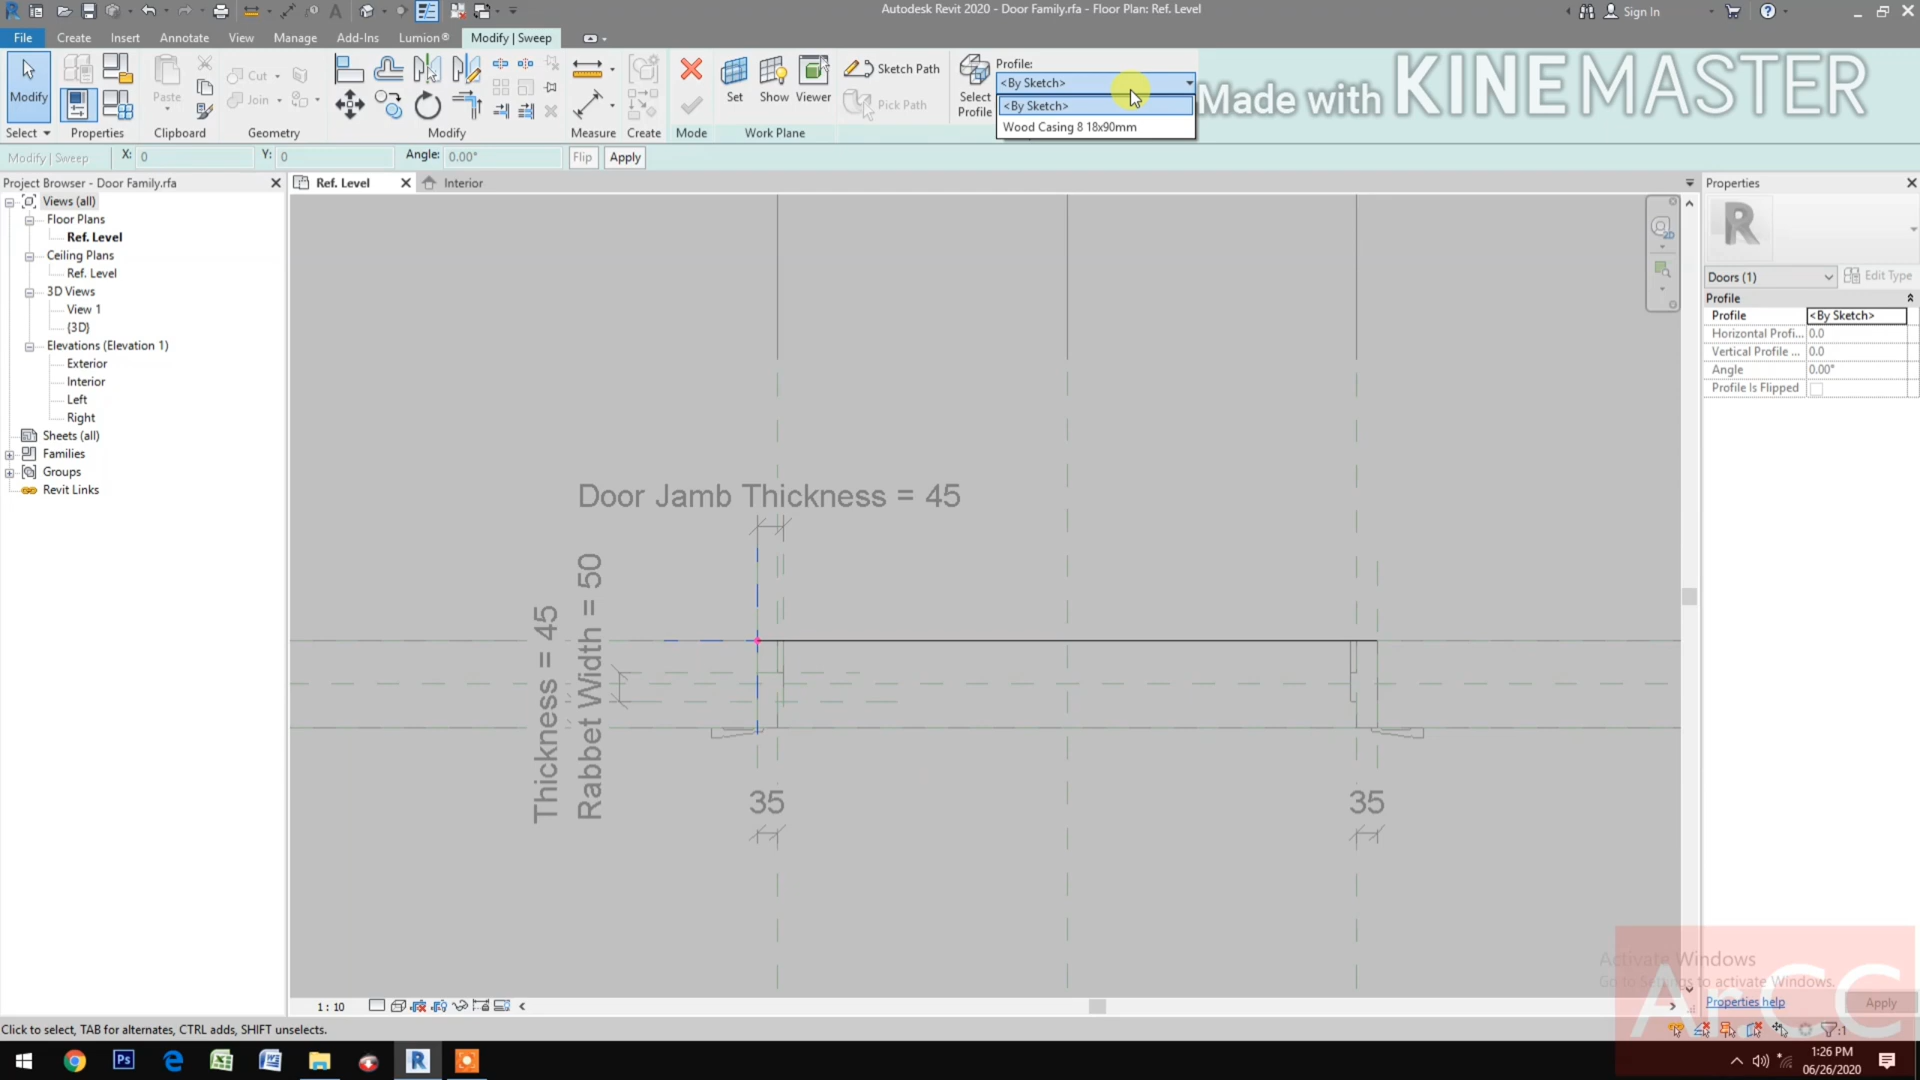 Autodesk Revit 2020 - Door Family.rfa - Floor Plan: Ref. Level
Sign In
File
Create
Insert
Annotate
View
Manage
Add-Ins
Lumion®
Modify | Sweep
Modify
Paste
Cut
Join
Set
Show
Viewer
Sketch Path
Pick Path
Select
Profile
Profile:
<By Sketch>
<By Sketch>
Wood Casing 8 18x90mm
Made with KINEMASTER
Select
Properties
Clipboard
Geometry
Modify
Measure
Create
Mode
Work Plane
Modify | Sweep
X: 0
Y: 0
Angle: 0.00°
Flip
Apply
Project Browser - Door Family.rfa
Views (all)
Floor Plans
Ref. Level
Ceiling Plans
Ref. Level
3D Views
View 1
{3D}
Elevations (Elevation 1)
Exterior
Interior
Left
Right
Sheets (all)
Families
Groups
Revit Links
Ref. Level
Interior
Door Jamb Thickness = 45
Thickness = 45
Rabbet Width = 50
35
35
Properties
Doors (1)
Edit Type
Profile
Profile <By Sketch>
Horizontal Profi... 0.0
Vertical Profile ... 0.0
Angle 0.00°
Profile Is Flipped
Activate Windows
Go to Settings to activate Windows.
ArCC
Properties help
Apply
1 : 10
Click to select, TAB for alternates, CTRL adds, SHIFT unselects.
:1
1:26 PM
06/26/2020